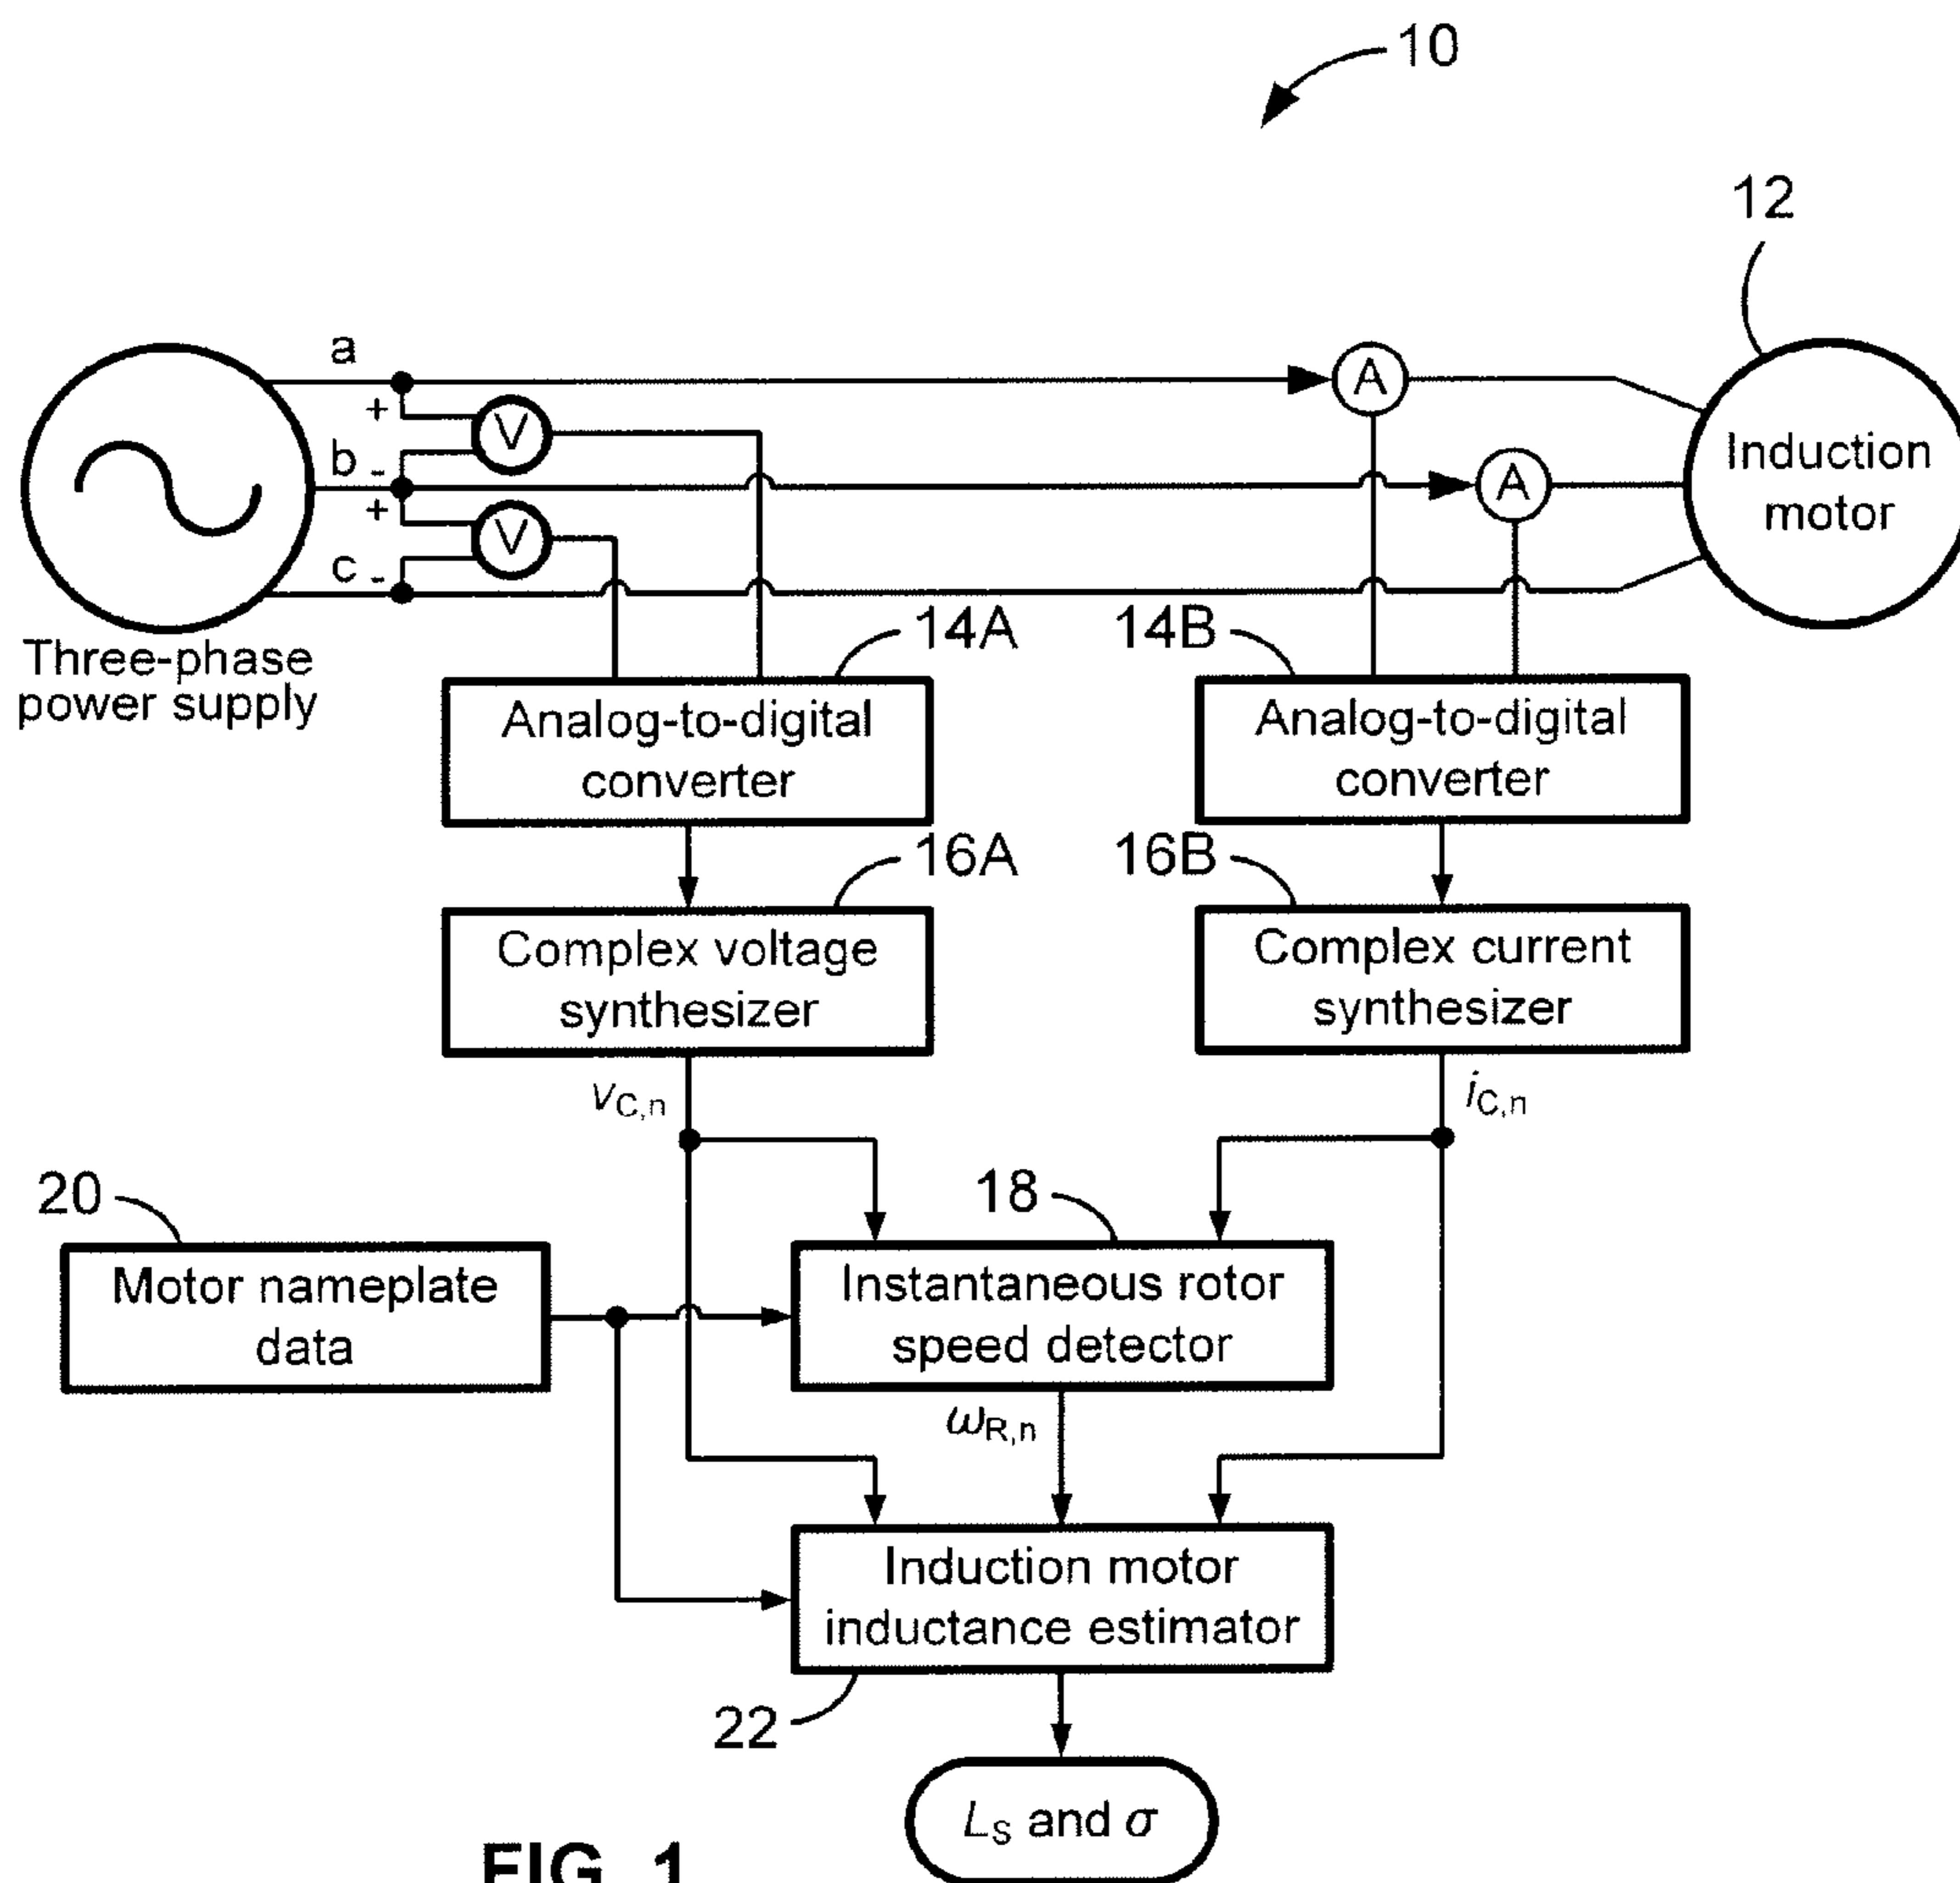 10
12
a
+
V
A
b -
+
V
A
Induction
motor
c -
Three-phase
power supply
14A
14B
Analog-to-digital
converter
Analog-to-digital
converter
16A
16B
Complex voltage
synthesizer
Complex current
synthesizer
vC,n
iC,n
20
18
Motor nameplate
data
Instantaneous rotor
speed detector
ωR,n
Induction motor
inductance estimator
22
LS and σ
FIG. 1